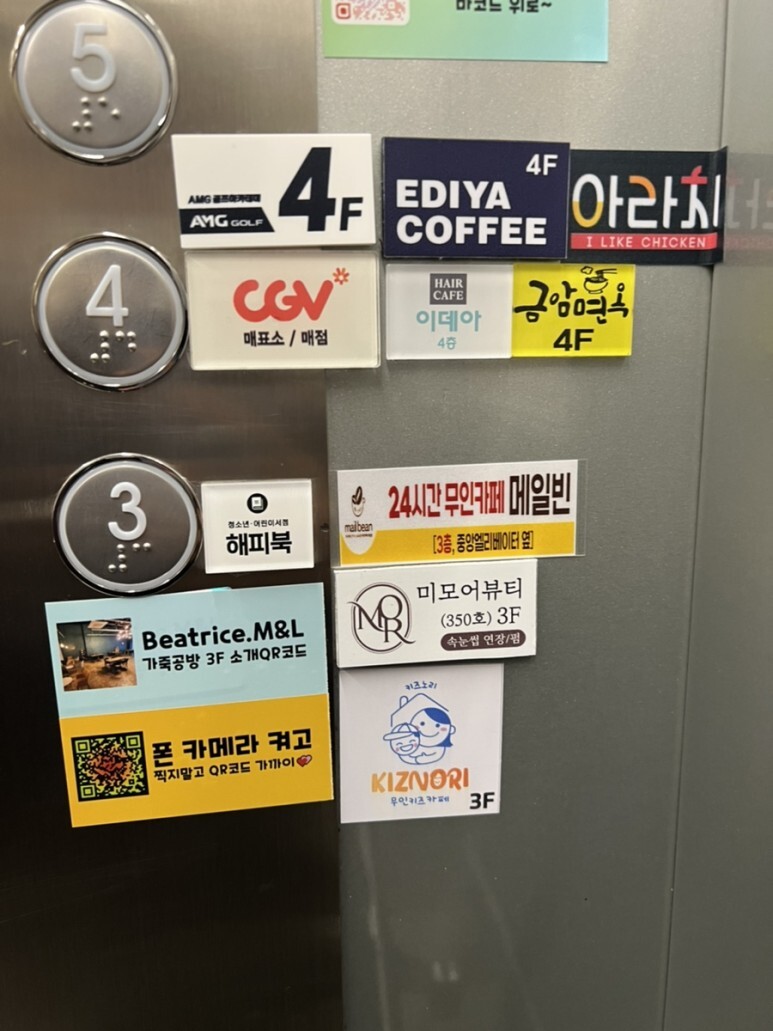 마코드 위로~
5
AMG 골프아카데미
AMG GOLF
4F
4F
EDIYA
COFFEE
아라치
I LIKE CHICKEN
4
CGV
매표소 / 매점
HAIR
CAFE
이데아
4층
금암면옥
4F
3
청소년·어린이서점
해피북
mailbean
24시간 무인카페 메일빈
[3층, 중앙엘리베이터 옆]
Beatrice.M&L
가죽공방 3F 소개QR코드
폰 카메라 켜고
찍지말고 QR코드 가까이
MOR
미모어뷰티
(350호) 3F
속눈썹 연장/펌
키즈노리
KIZNORI
무인키즈카페
3F